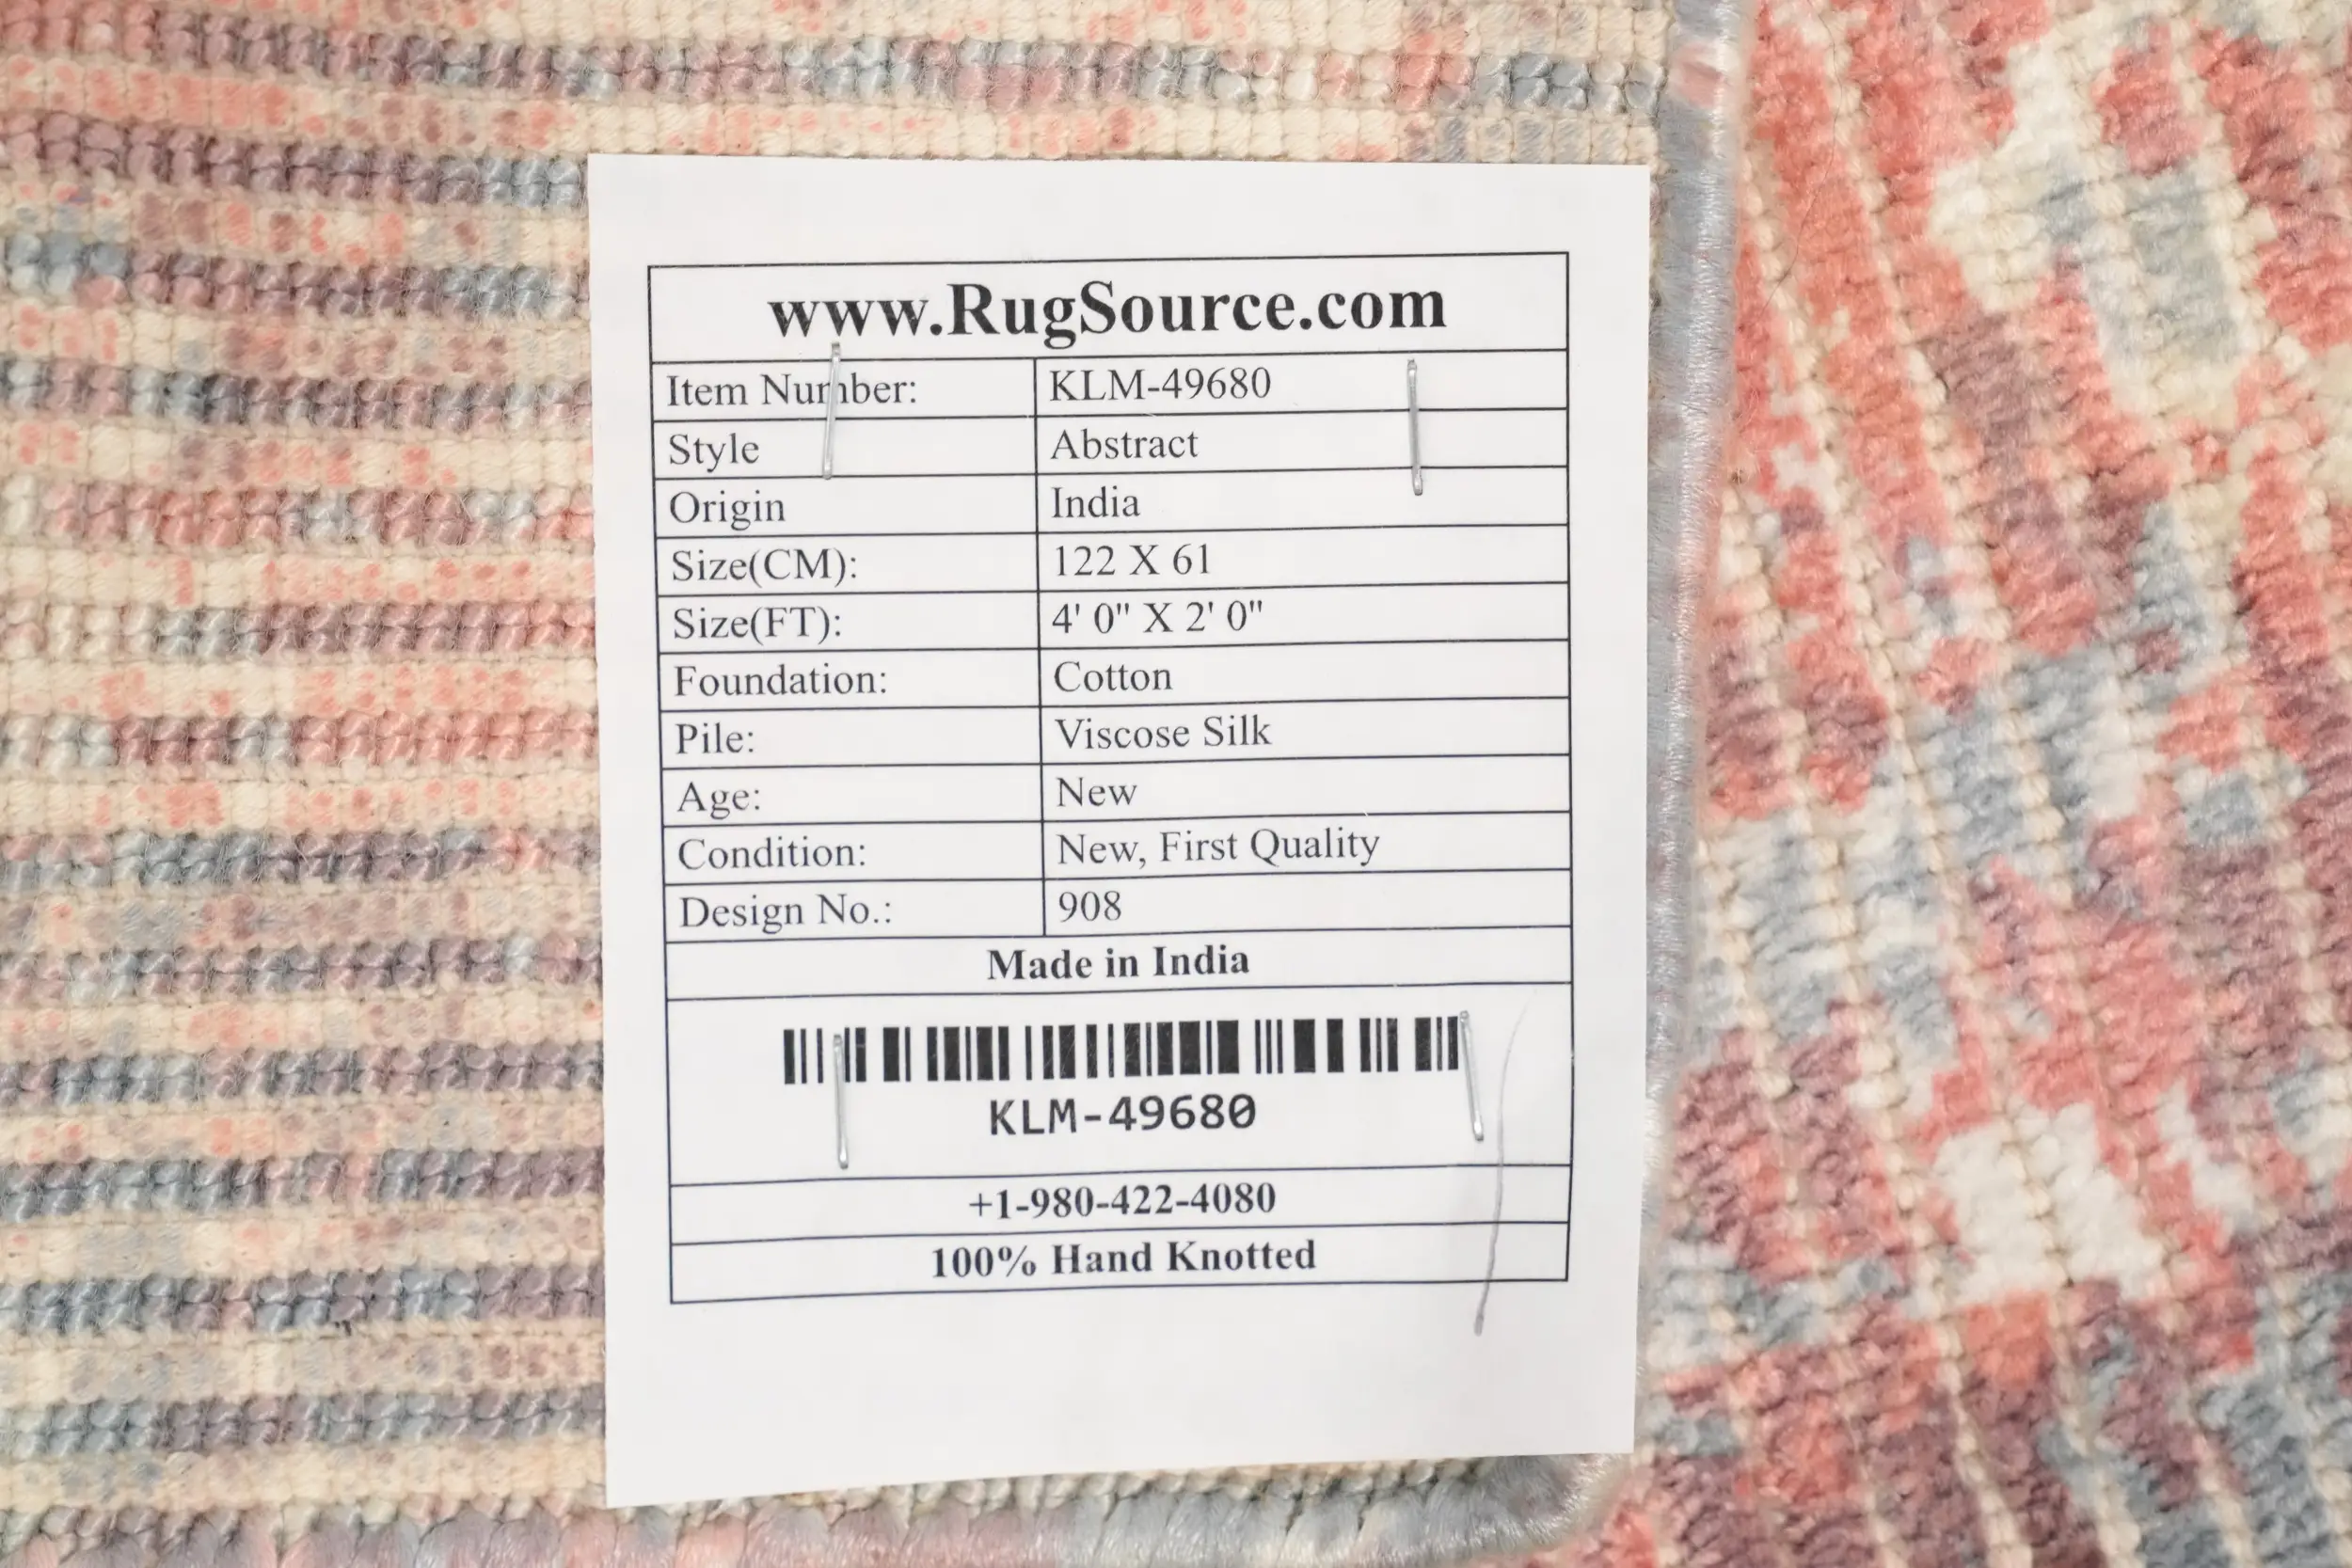 www.RugSource.com
Item Number: KLM-49680
Style Abstract
Origin India
Size(CM): 122 X 61
Size(FT): 4' 0" X 2' 0"
Foundation: Cotton
Pile: Viscose Silk
Age: New
Condition: New, First Quality
Design No.: 908
Made in India
KLM-49680
+1-980-422-4080
100% Hand Knotted